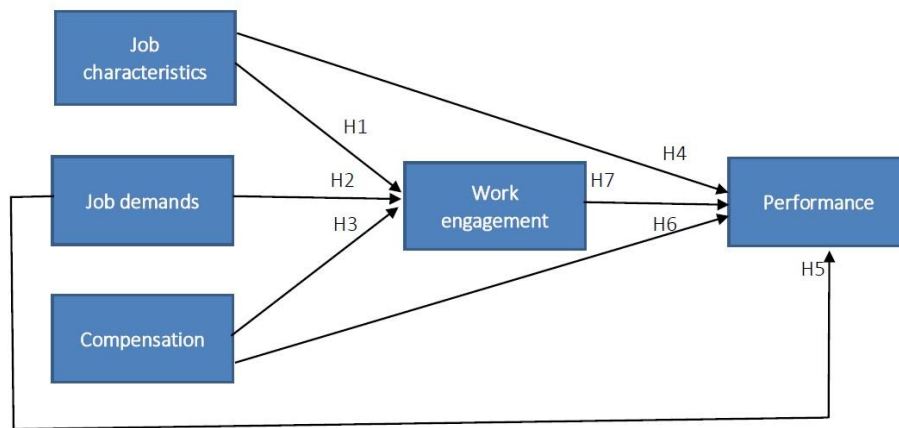 Job
characteristics
H1
H4
Job demands
H2
Work
engagement
H7
Performance
H3
H6
H5
Compensation